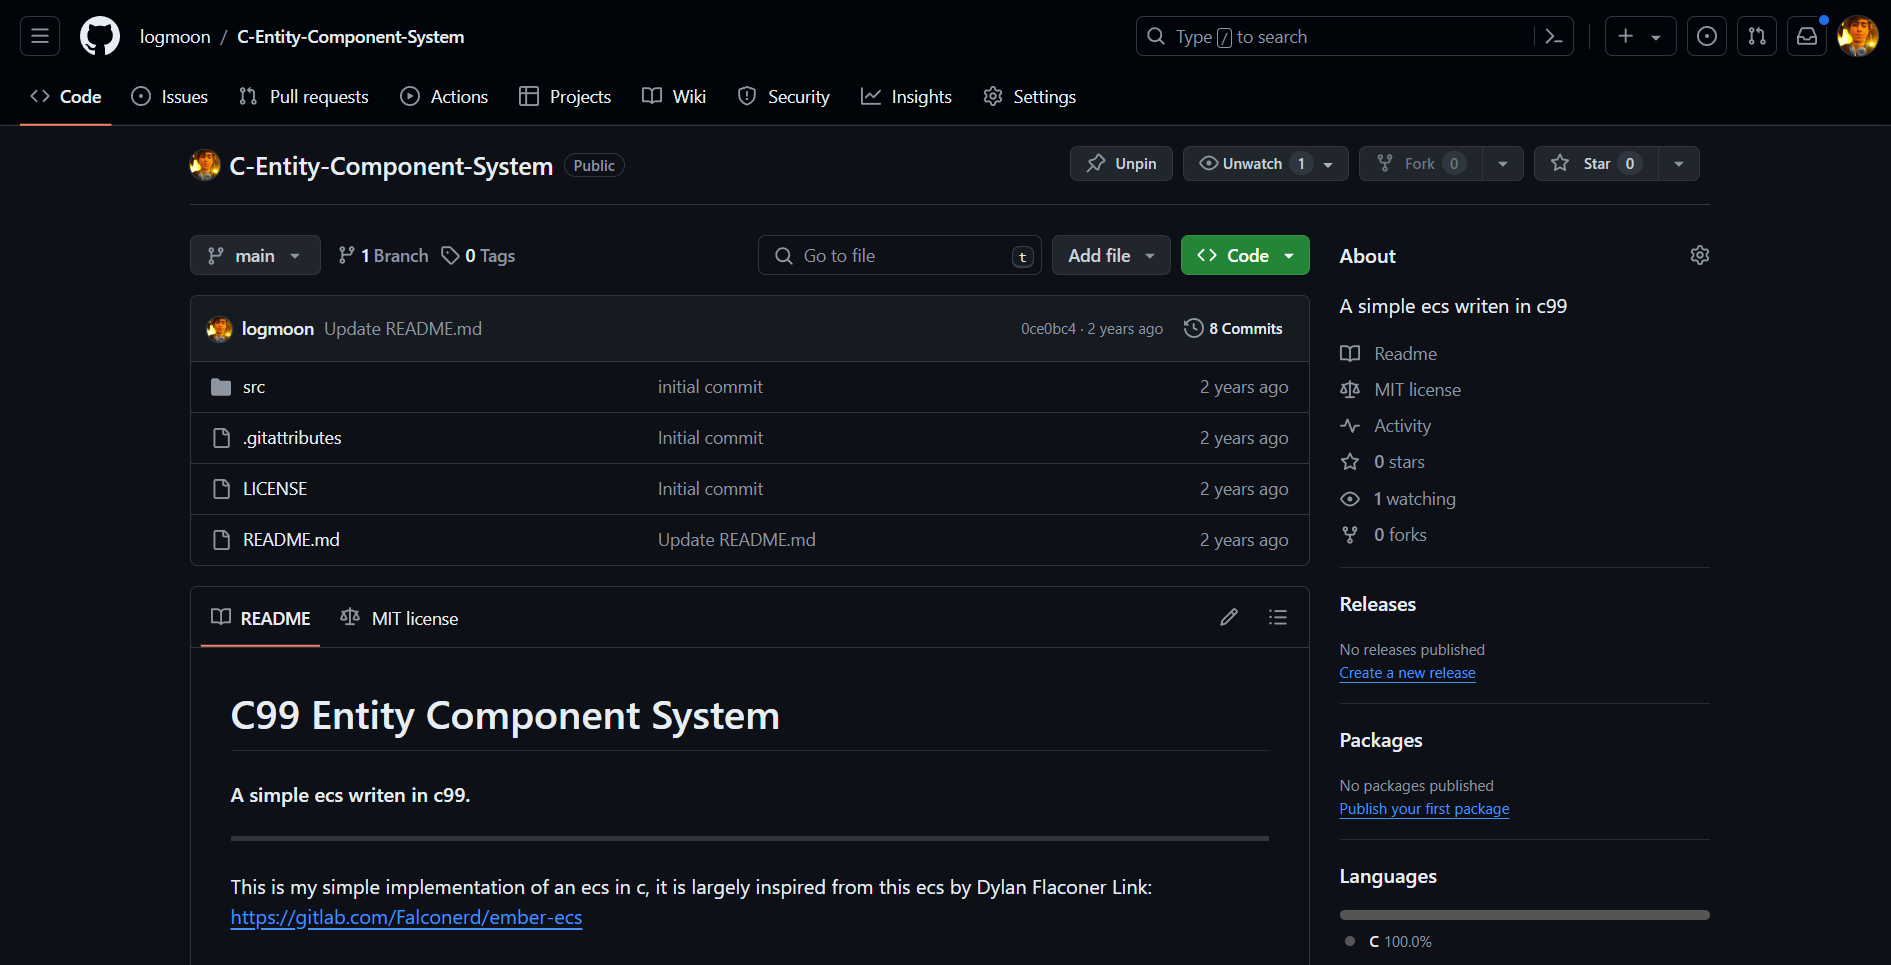 logmoon / C-Entity-Component-System
Type / to search
Code Issues Pull requests Actions Projects Wiki Security Insights Settings
C-Entity-Component-System Public
Unpin Unwatch 1 Fork 0 Star 0
main 1 Branch 0 Tags
Go to file t Add file Code
logmoon Update README.md 0ce0bc4 · 2 years ago 8 Commits
src initial commit 2 years ago
.gitattributes Initial commit 2 years ago
LICENSE Initial commit 2 years ago
README.md Update README.md 2 years ago
README MIT license
C99 Entity Component System
A simple ecs writen in c99.
This is my simple implementation of an ecs in c, it is largely inspired from this ecs by Dylan Flaconer Link:
https://gitlab.com/Falconerd/ember-ecs
About
A simple ecs writen in c99
Readme
MIT license
Activity
0 stars
1 watching
0 forks
Releases
No releases published
Create a new release
Packages
No packages published
Publish your first package
Languages
C 100.0%